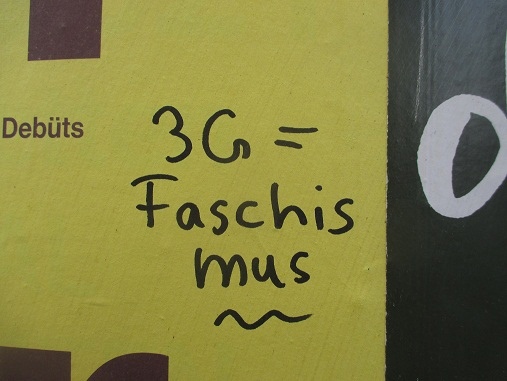 Debüts
3G =
Faschis
mus
O